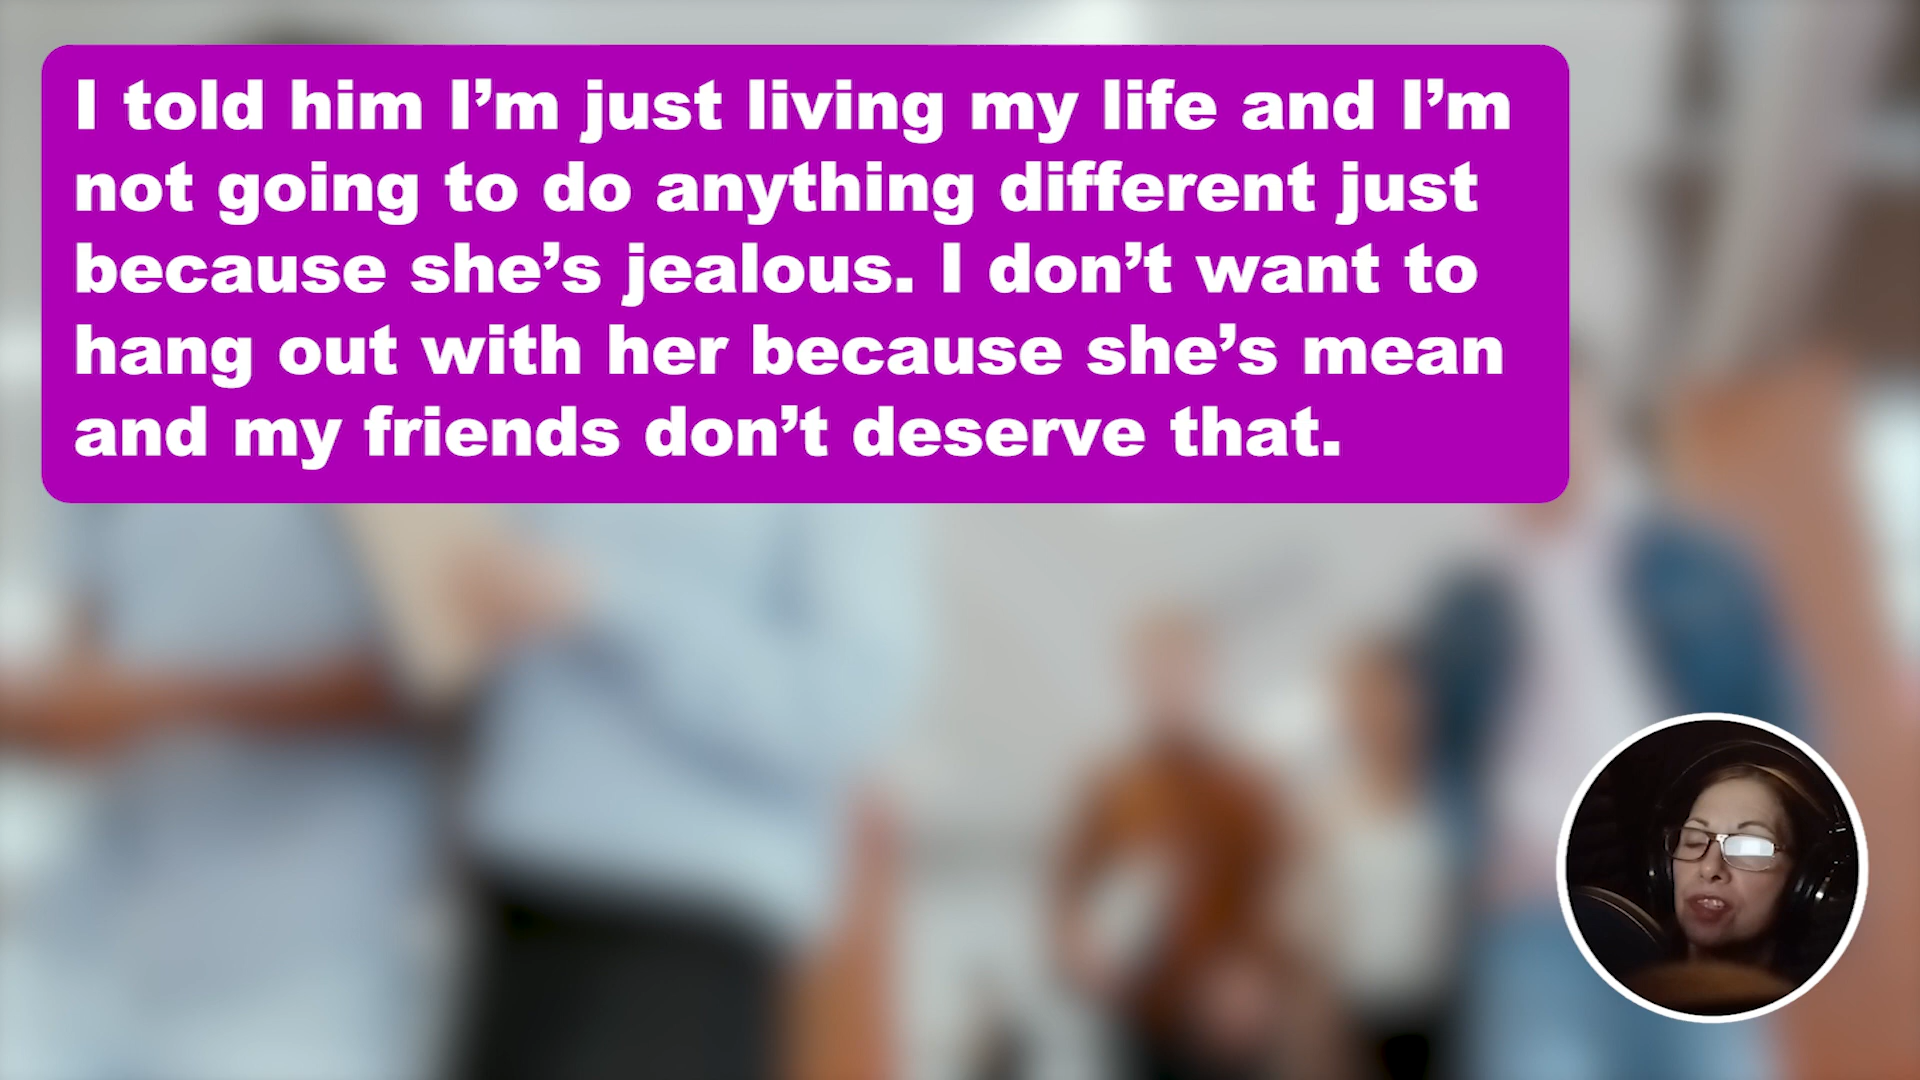 I told him I’m just living my life and I’m
not going to do anything different just
because she’s jealous. I don’t want to
hang out with her because she’s mean
and my friends don’t deserve that.